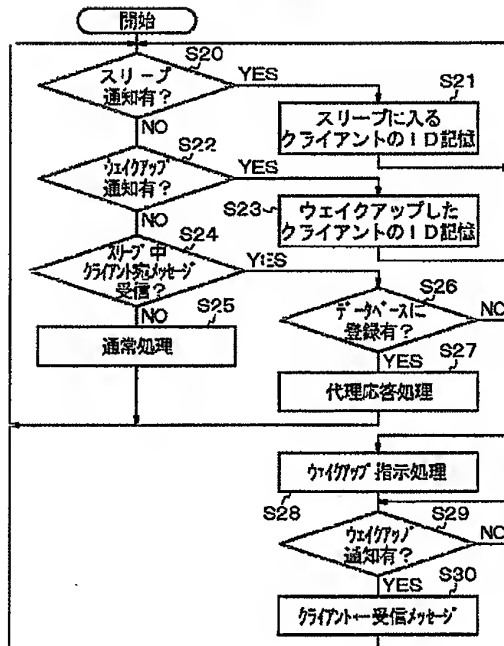 開始
S20
スリープ
通知有?
YES
NO
S21
スリープに入る
クライアントのID記憶
S22
ウェイクアップ
通知有?
YES
NO
S23
ウェイクアップした
クライアントのID記憶
S24
スリープ中
クライアント宛メッセージ
受信?
YES
NO
S25
通常処理
S26
データベースに
登録有?
NO
YES
S27
代理応答処理
ウェイクアップ指示処理
S28
S29
ウェイクアップ
通知有?
NO
YES
S30
クライアント←受信メッセージ